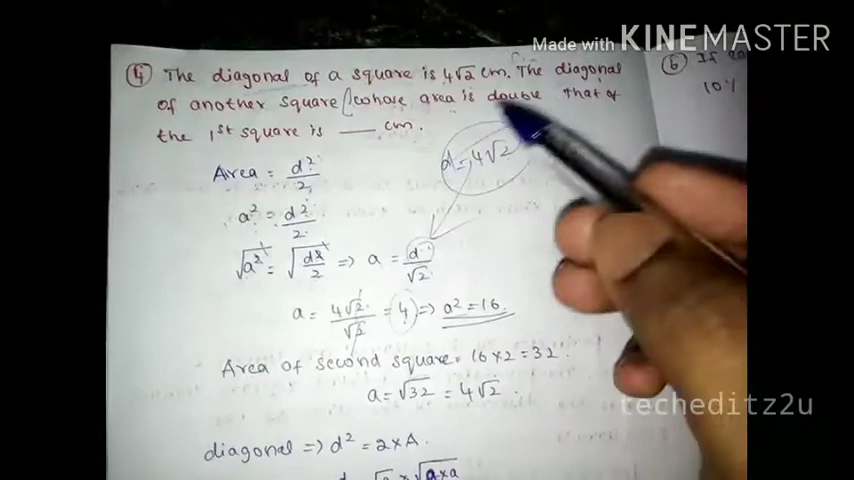 Made with KINEMASTER
④ The diagonal of a square is 4√2 cm. The diagonal
of another square [whose area is double that of
the 1st square is ___ cm.
d = 4√2
Area = d²/2
a² = d²/2
√a² = √d²/2 => a = d/√2
a = 4√2/√2 = 4 => a² = 16.
Area of second square = 16 × 2 = 32.
a = √32 = 4√2.
diagonal => d² = 2×A.
√a×a
⑥ If
10%
techeditz2u